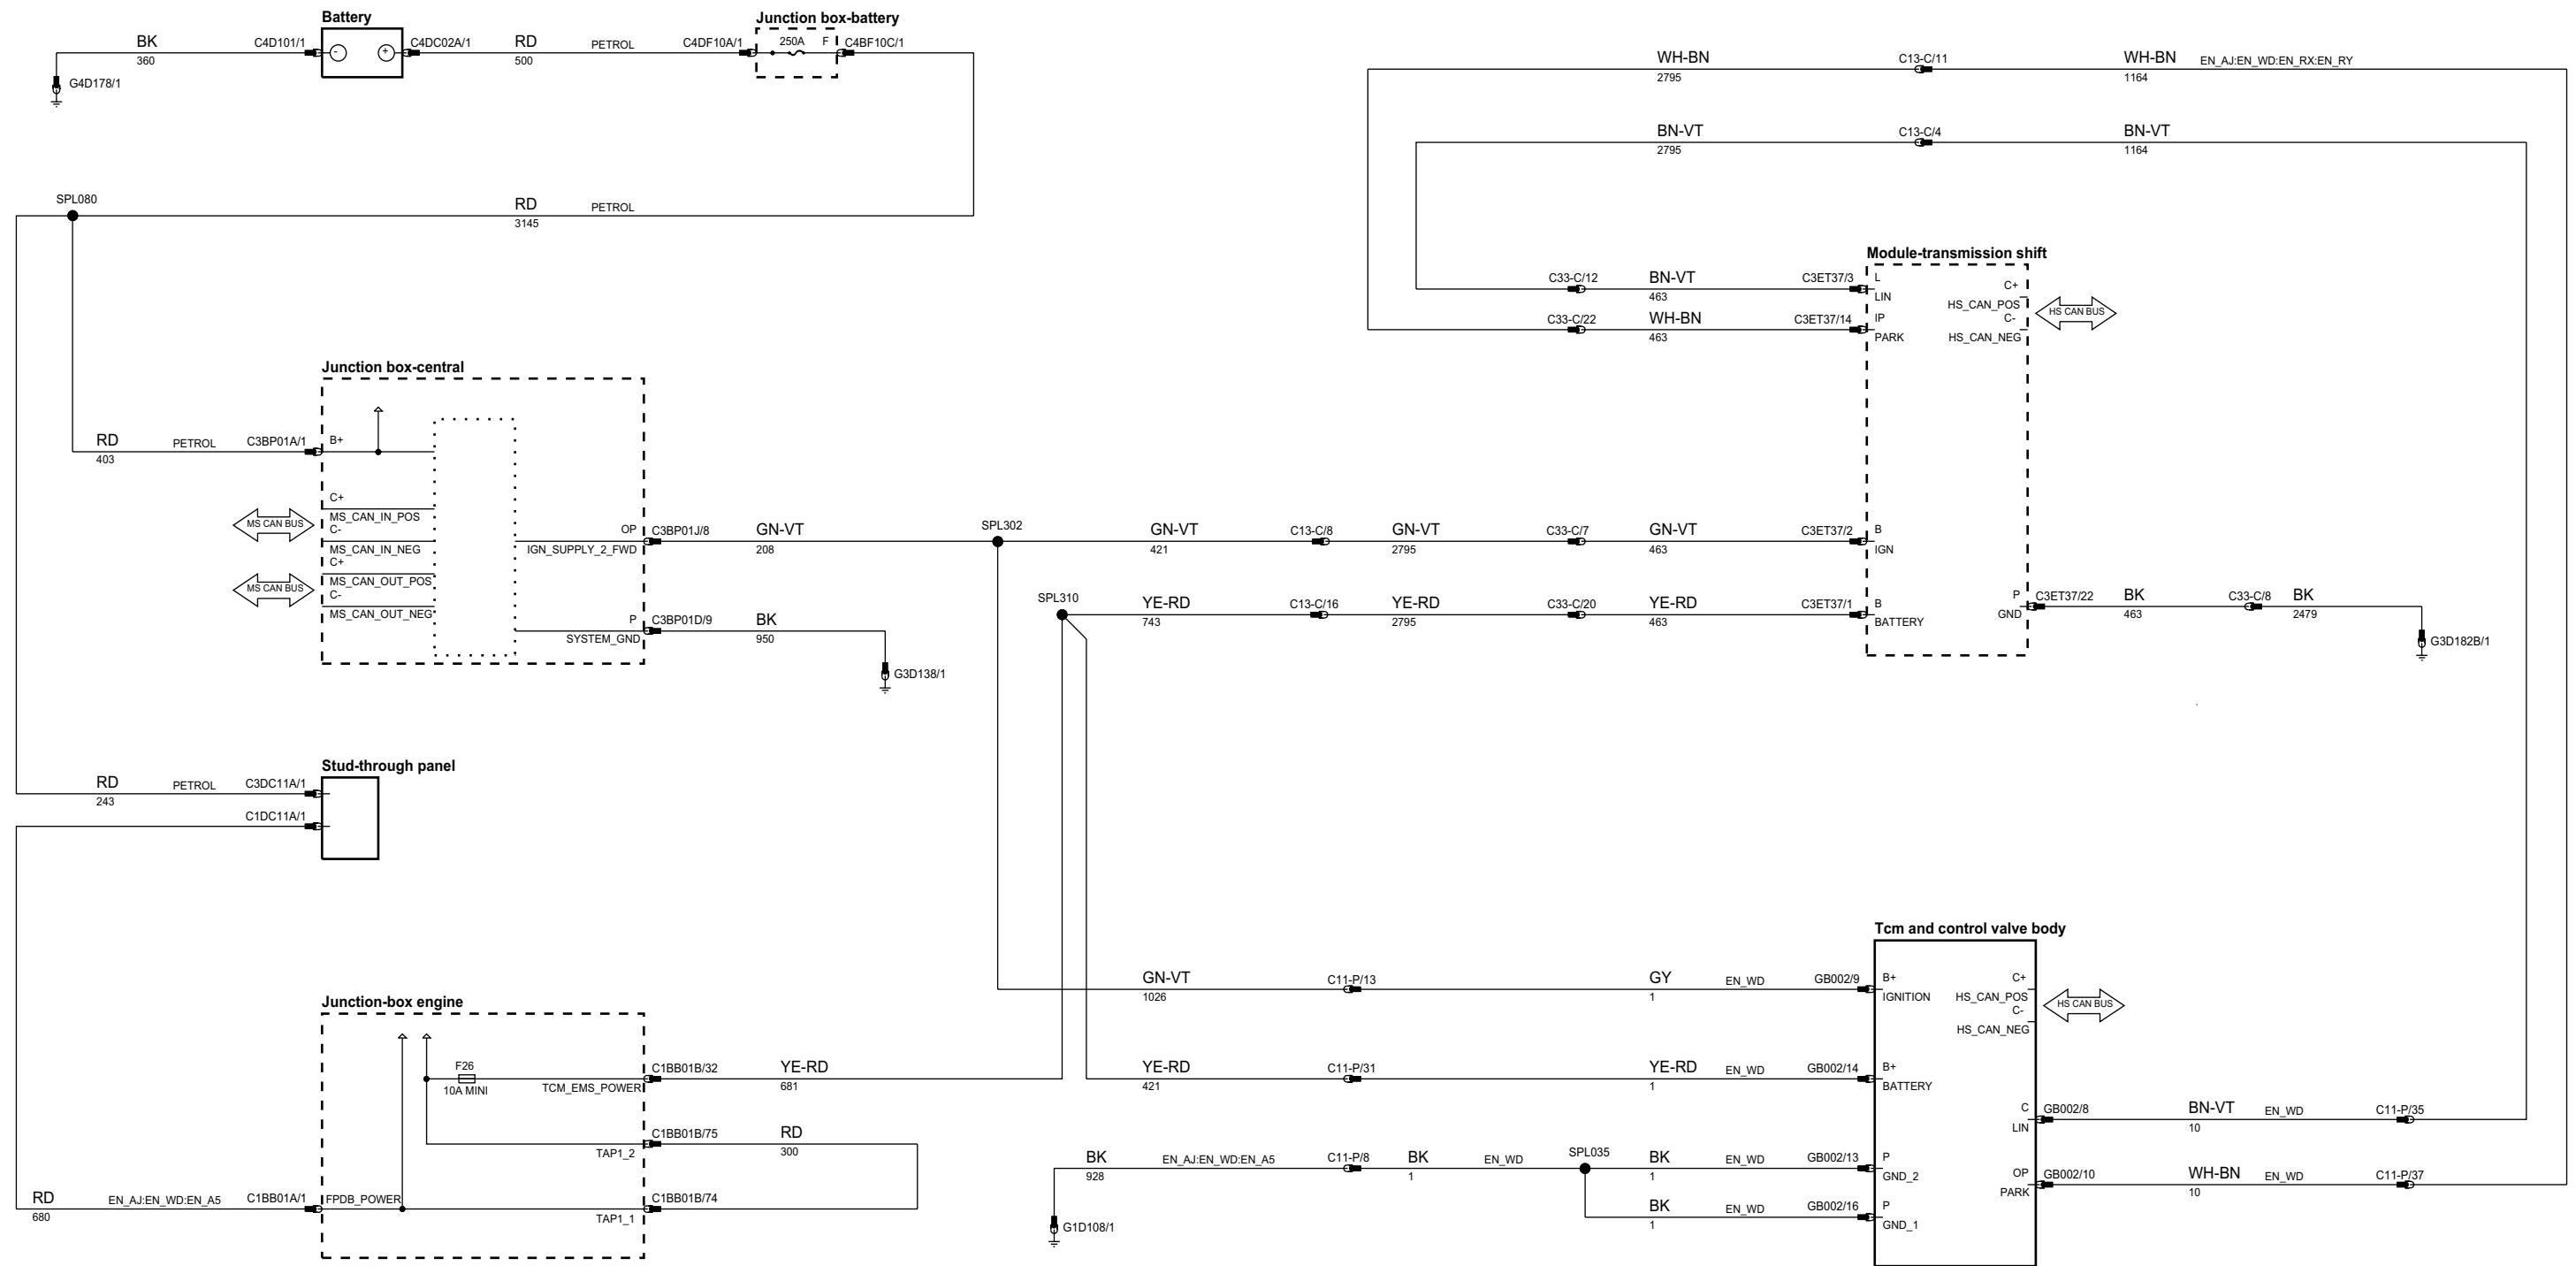 Battery
Junction box-battery
BK
360
C4D101/1
-
+
C4DC02A/1
RD
500
PETROL
C4DF10A/1
250A
F
C4BF10C/1
G4D178/1
WH-BN
2795
C13-C/11
WH-BN
1164
EN_AJ:EN_WD:EN_RX:EN_RY
BN-VT
2795
C13-C/4
BN-VT
1164
SPL080
RD
3145
PETROL
Module-transmission shift
C33-C/12
BN-VT
463
C3ET37/3
L
LIN
C33-C/22
WH-BN
463
C3ET37/14
IP
PARK
C+
HS_CAN_POS
C-
HS_CAN_NEG
HS CAN BUS
Junction box-central
RD
403
PETROL
C3BP01A/1
B+
MS CAN BUS
C+
MS_CAN_IN_POS
C-
MS_CAN_IN_NEG
MS CAN BUS
C+
MS_CAN_OUT_POS
C-
MS_CAN_OUT_NEG
OP
IGN_SUPPLY_2_FWD
C3BP01J/8
GN-VT
208
SPL302
GN-VT
421
C13-C/8
GN-VT
2795
C33-C/7
GN-VT
463
C3ET37/2
B
IGN
P
SYSTEM_GND
C3BP01D/9
BK
950
G3D138/1
SPL310
YE-RD
743
C13-C/16
YE-RD
2795
C33-C/20
YE-RD
463
C3ET37/1
B
BATTERY
P
GND
C3ET37/22
BK
463
C33-C/8
BK
2479
G3D182B/1
Stud-through panel
RD
243
PETROL
C3DC11A/1
C1DC11A/1
Tcm and control valve body
GN-VT
1026
C11-P/13
GY
1
EN_WD
GB002/9
B+
IGNITION
C+
HS_CAN_POS
C-
HS_CAN_NEG
HS CAN BUS
Junction-box engine
F26
10A MINI
TCM_EMS_POWER
C1BB01B/32
YE-RD
681
YE-RD
421
C11-P/31
YE-RD
1
EN_WD
GB002/14
B+
BATTERY
C
LIN
GB002/8
BN-VT
10
EN_WD
C11-P/35
C1BB01B/75
TAP1_2
RD
300
BK
928
EN_AJ:EN_WD:EN_A5
C11-P/8
BK
1
EN_WD
SPL035
BK
1
EN_WD
GB002/13
P
GND_2
OP
PARK
GB002/10
WH-BN
10
EN_WD
C11-P/37
RD
680
EN_AJ:EN_WD:EN_A5
C1BB01A/1
FPDB_POWER
C1BB01B/74
TAP1_1
G1D108/1
BK
1
EN_WD
GB002/16
P
GND_1